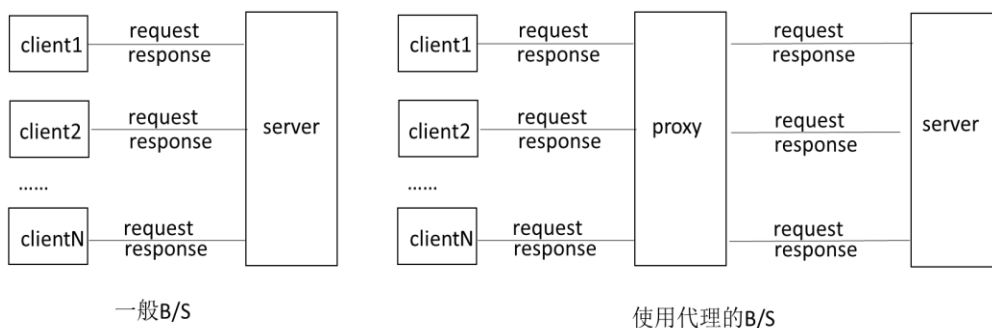 client1
request
response
client2
request
response
server
……
clientN
request
response
一般B/S
client1
request
response
request
response
client2
request
response
proxy
request
response
server
……
clientN
request
response
request
response
使用代理的B/S